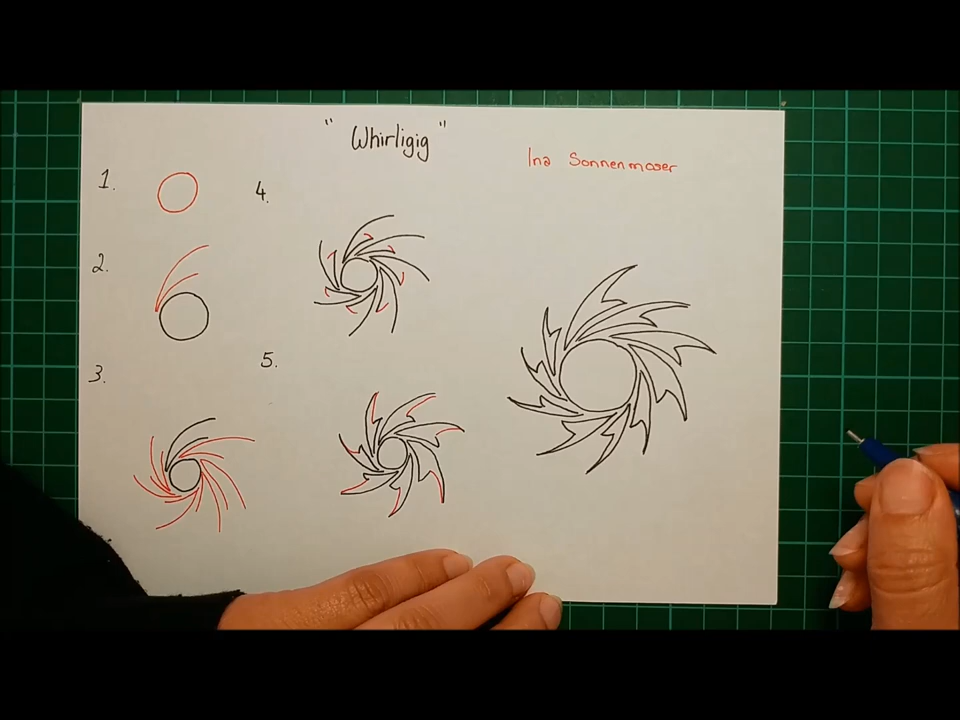 " Whirligig "
Ina Sonnenmoser
1.
2.
3.
4.
5.